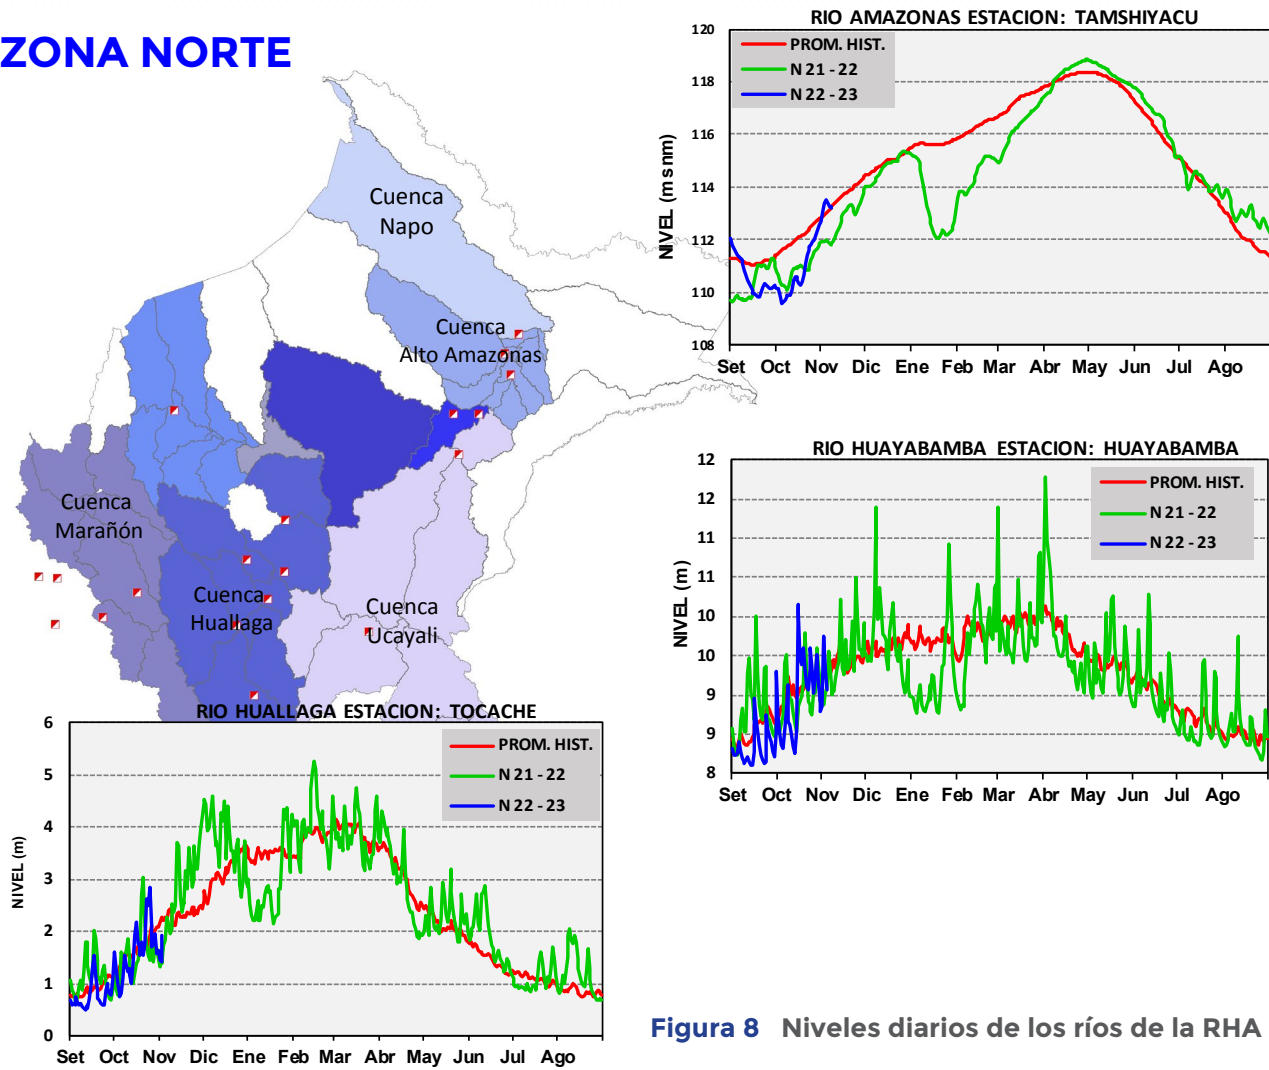 ZONA NORTE
Cuenca
Napo
Cuenca
Alto Amazonas
Cuenca
Marañón
Cuenca
Huallaga
Cuenca
Ucayali
RIO AMAZONAS ESTACION: TAMSHIYACU
PROM. HIST.
N 21 - 22
N 22 - 23
NIVEL (m s nm)
120
118
116
114
112
110
108
Set Oct Nov Dic Ene Feb Mar Abr May Jun Jul Ago
RIO HUAYABAMBA ESTACION: HUAYABAMBA
PROM. HIST.
N 21 - 22
N 22 - 23
NIVEL (m)
12
12
11
11
10
10
9
9
8
Set Oct Nov Dic Ene Feb Mar Abr May Jun Jul Ago
RIO HUALLAGA ESTACION: TOCACHE
PROM. HIST.
N 21 - 22
N 22 - 23
NIVEL (m)
6
5
4
3
2
1
0
Set Oct Nov Dic Ene Feb Mar Abr May Jun Jul Ago
Figura 8 Niveles diarios de los ríos de la RHA